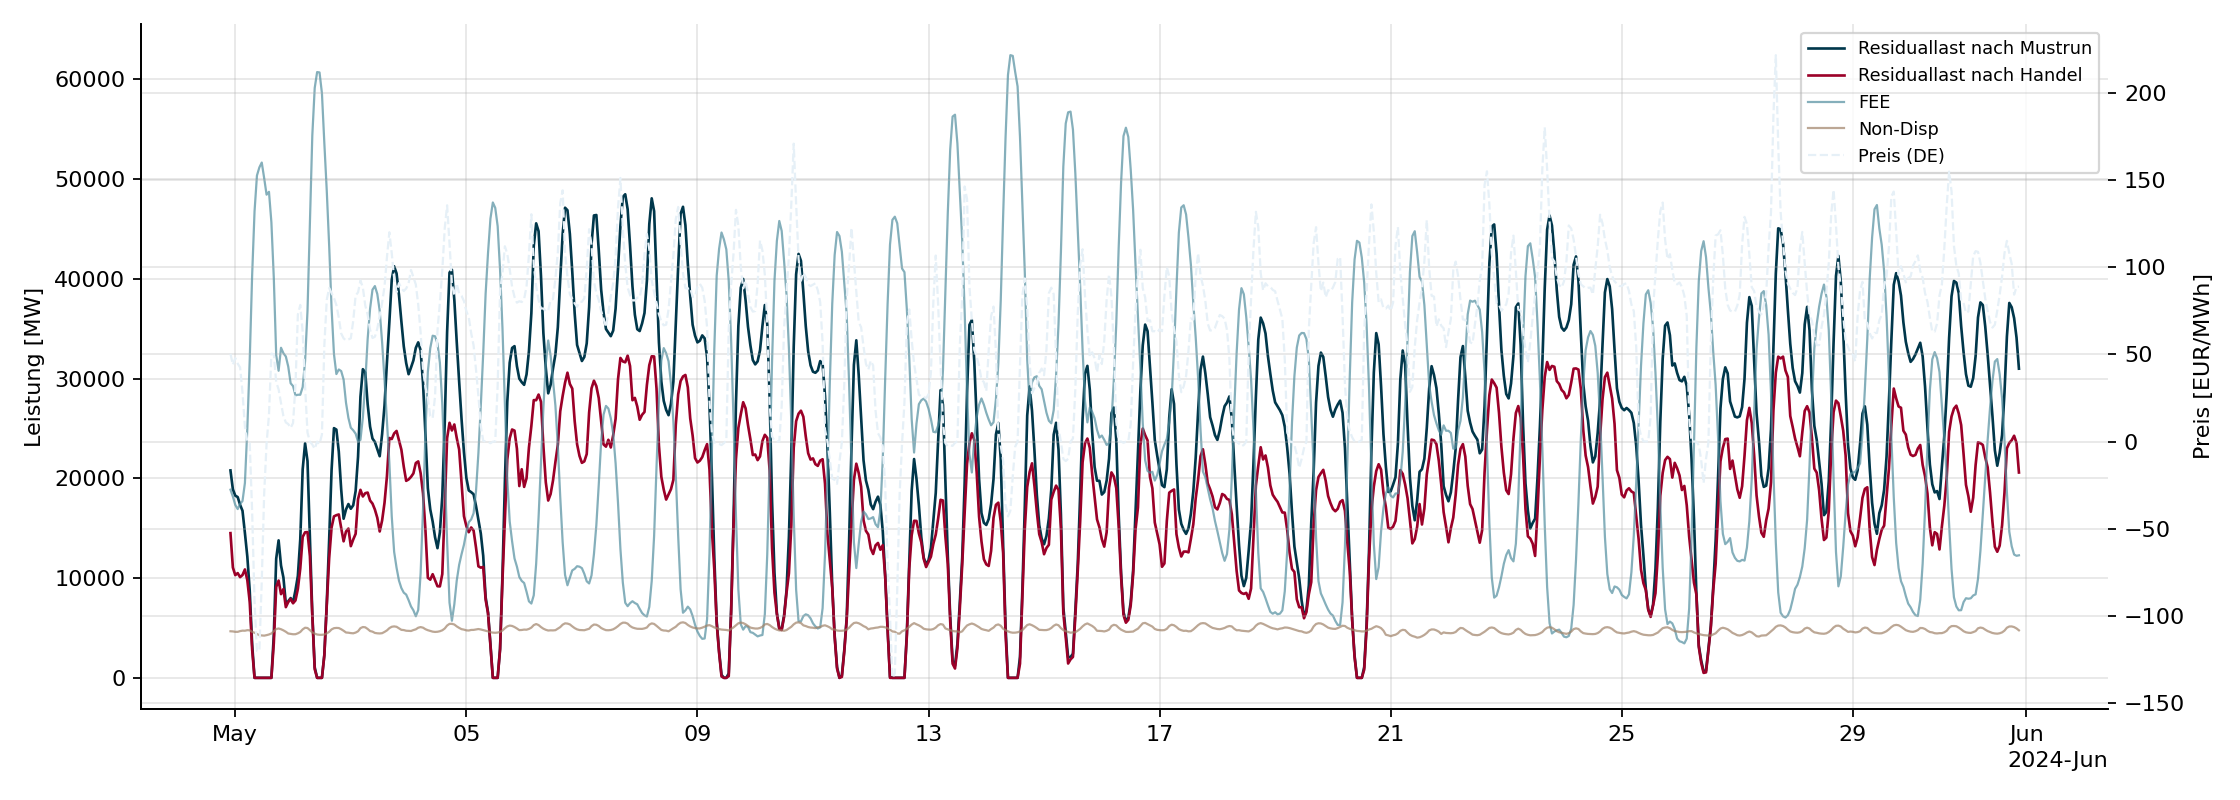 Leistung [MW]
60000
50000
40000
30000
20000
10000
0
Residuallast nach Mustrun
Residuallast nach Handel
FEE
Non-Disp
Preis (DE)
200
150
100
50
0
−50
−100
−150
Preis [EUR/MWh]
May 05 09 13 17 21 25 29 Jun
2024-Jun